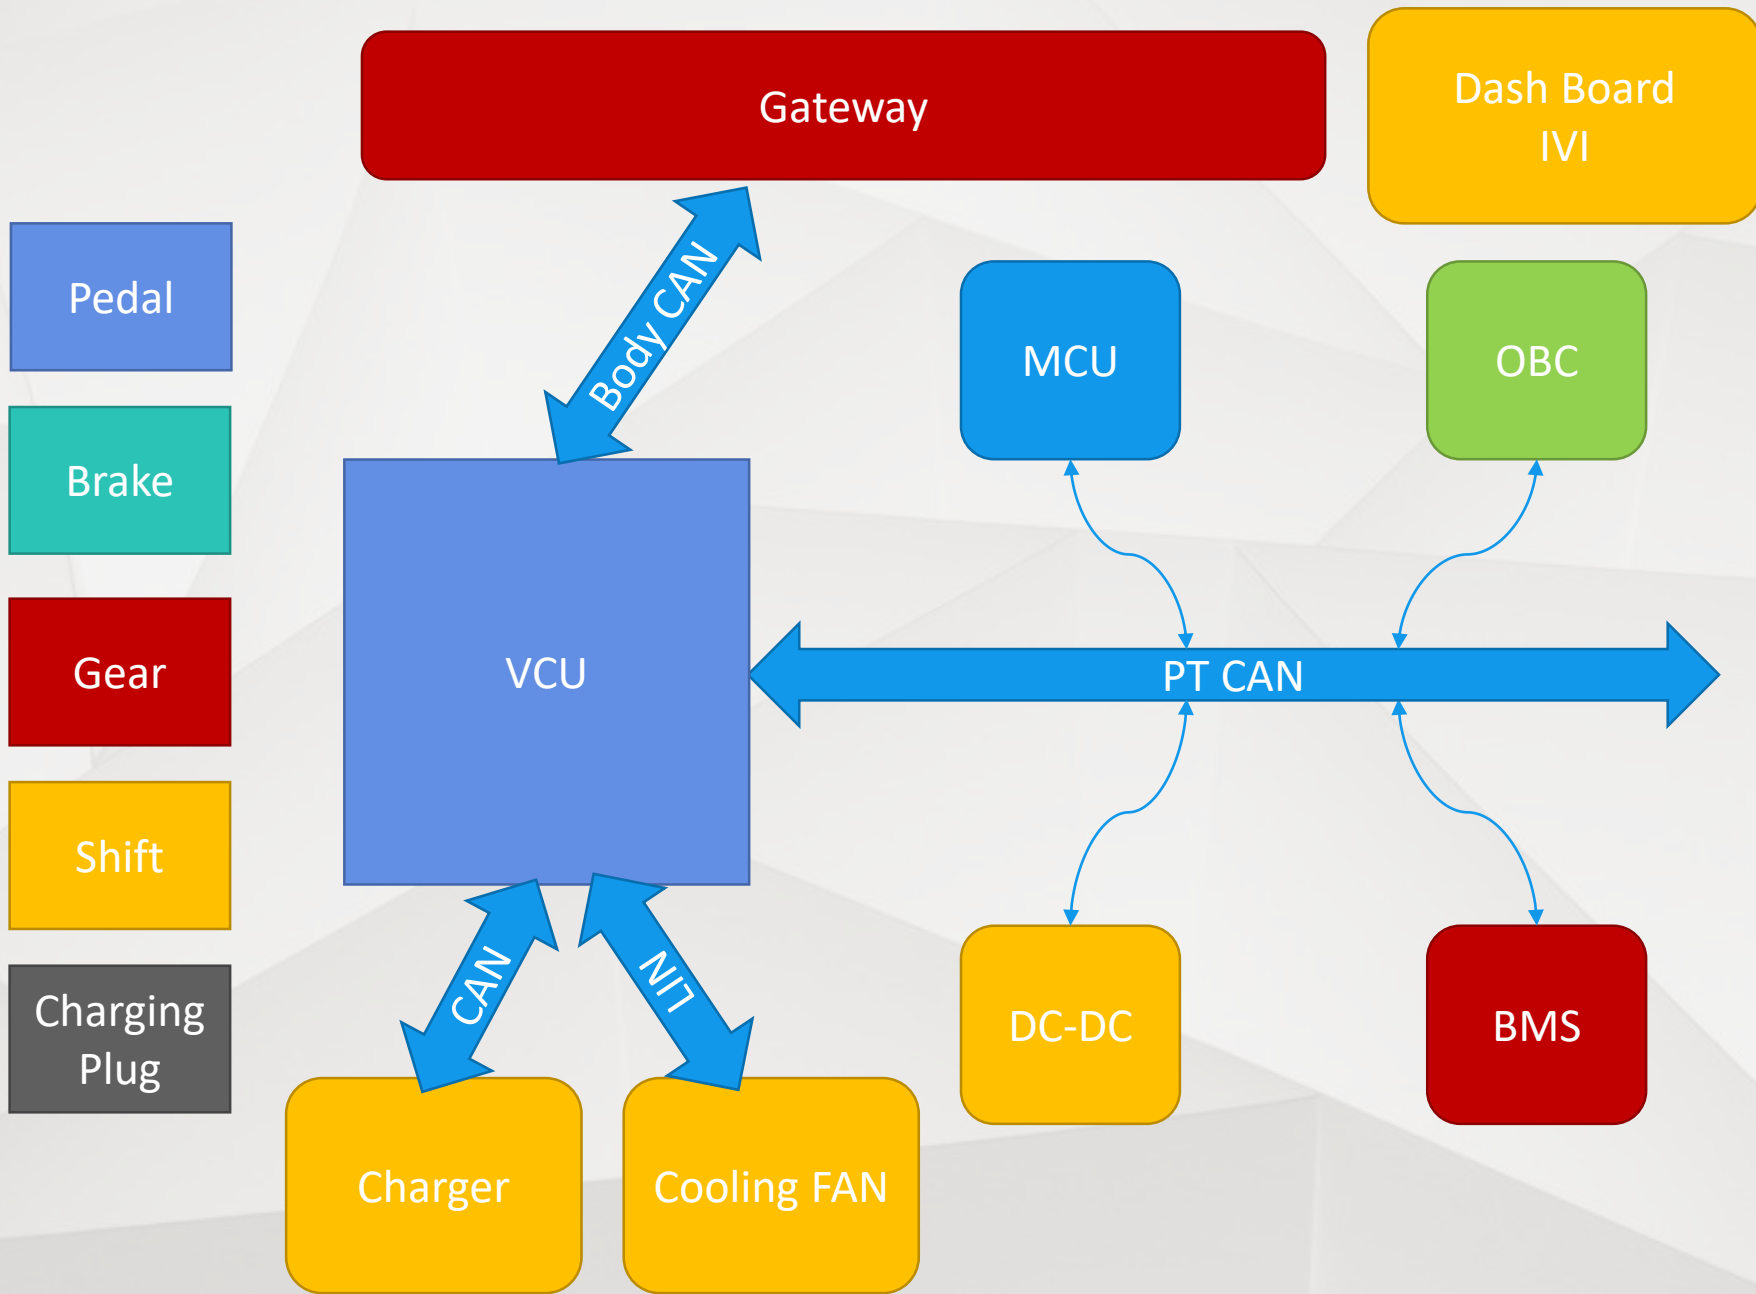 Gateway
Dash Board
IVI
Pedal
Body CAN
MCU
OBC
Brake
Gear
VCU
PT CAN
Shift
CAN
LIN
Charging
Plug
DC-DC
BMS
Charger
Cooling FAN